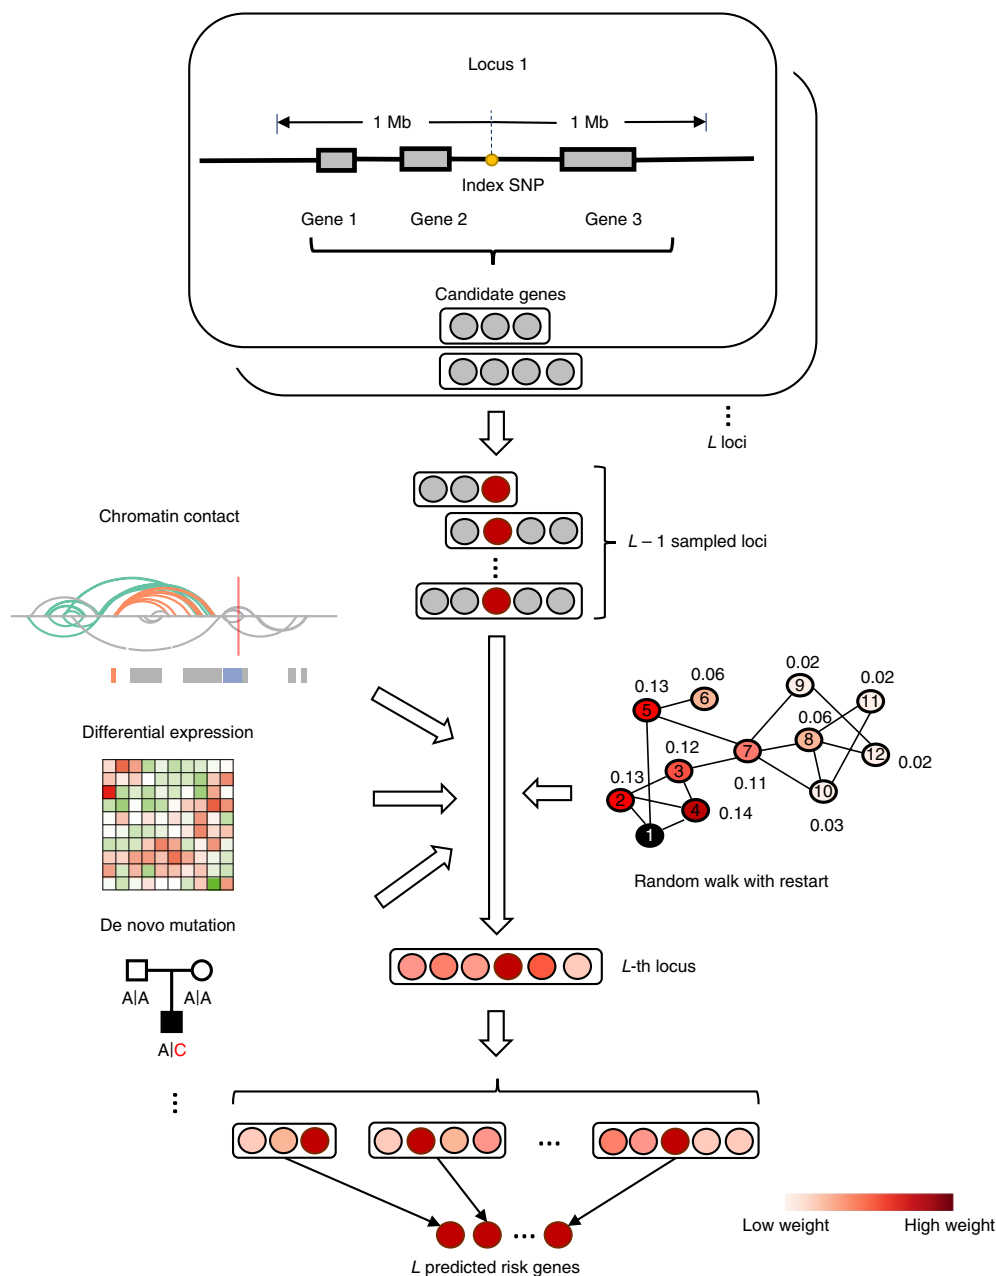 Locus 1
1 Mb 1 Mb
Index SNP
Gene 1 Gene 2 Gene 3
Candidate genes
L loci
L – 1 sampled loci
Chromatin contact
Differential expression
De novo mutation
A|A A|A
A|C
0.02
0.06 0.02
0.13 9
6 11
5 0.06
8
0.12 7 12
0.02
3 0.11
0.13 10
2 4 0.14
0.03
1
Random walk with restart
L-th locus
Low weight High weight
L predicted risk genes